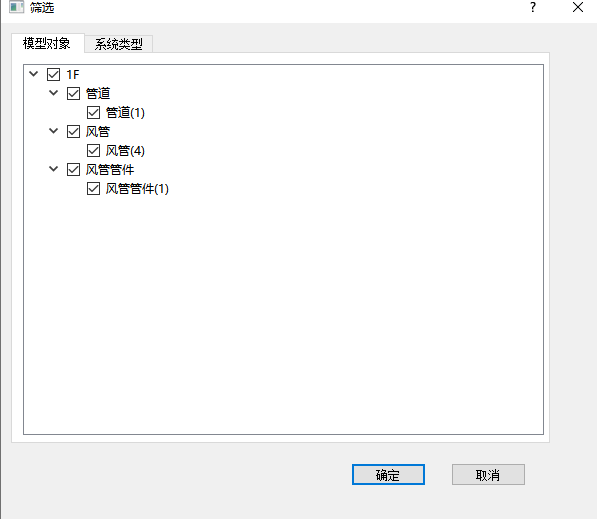 筛选
?
模型对象
系统类型
1F
管道
管道(1)
风管
风管(4)
风管管件
风管管件(1)
确定
取消